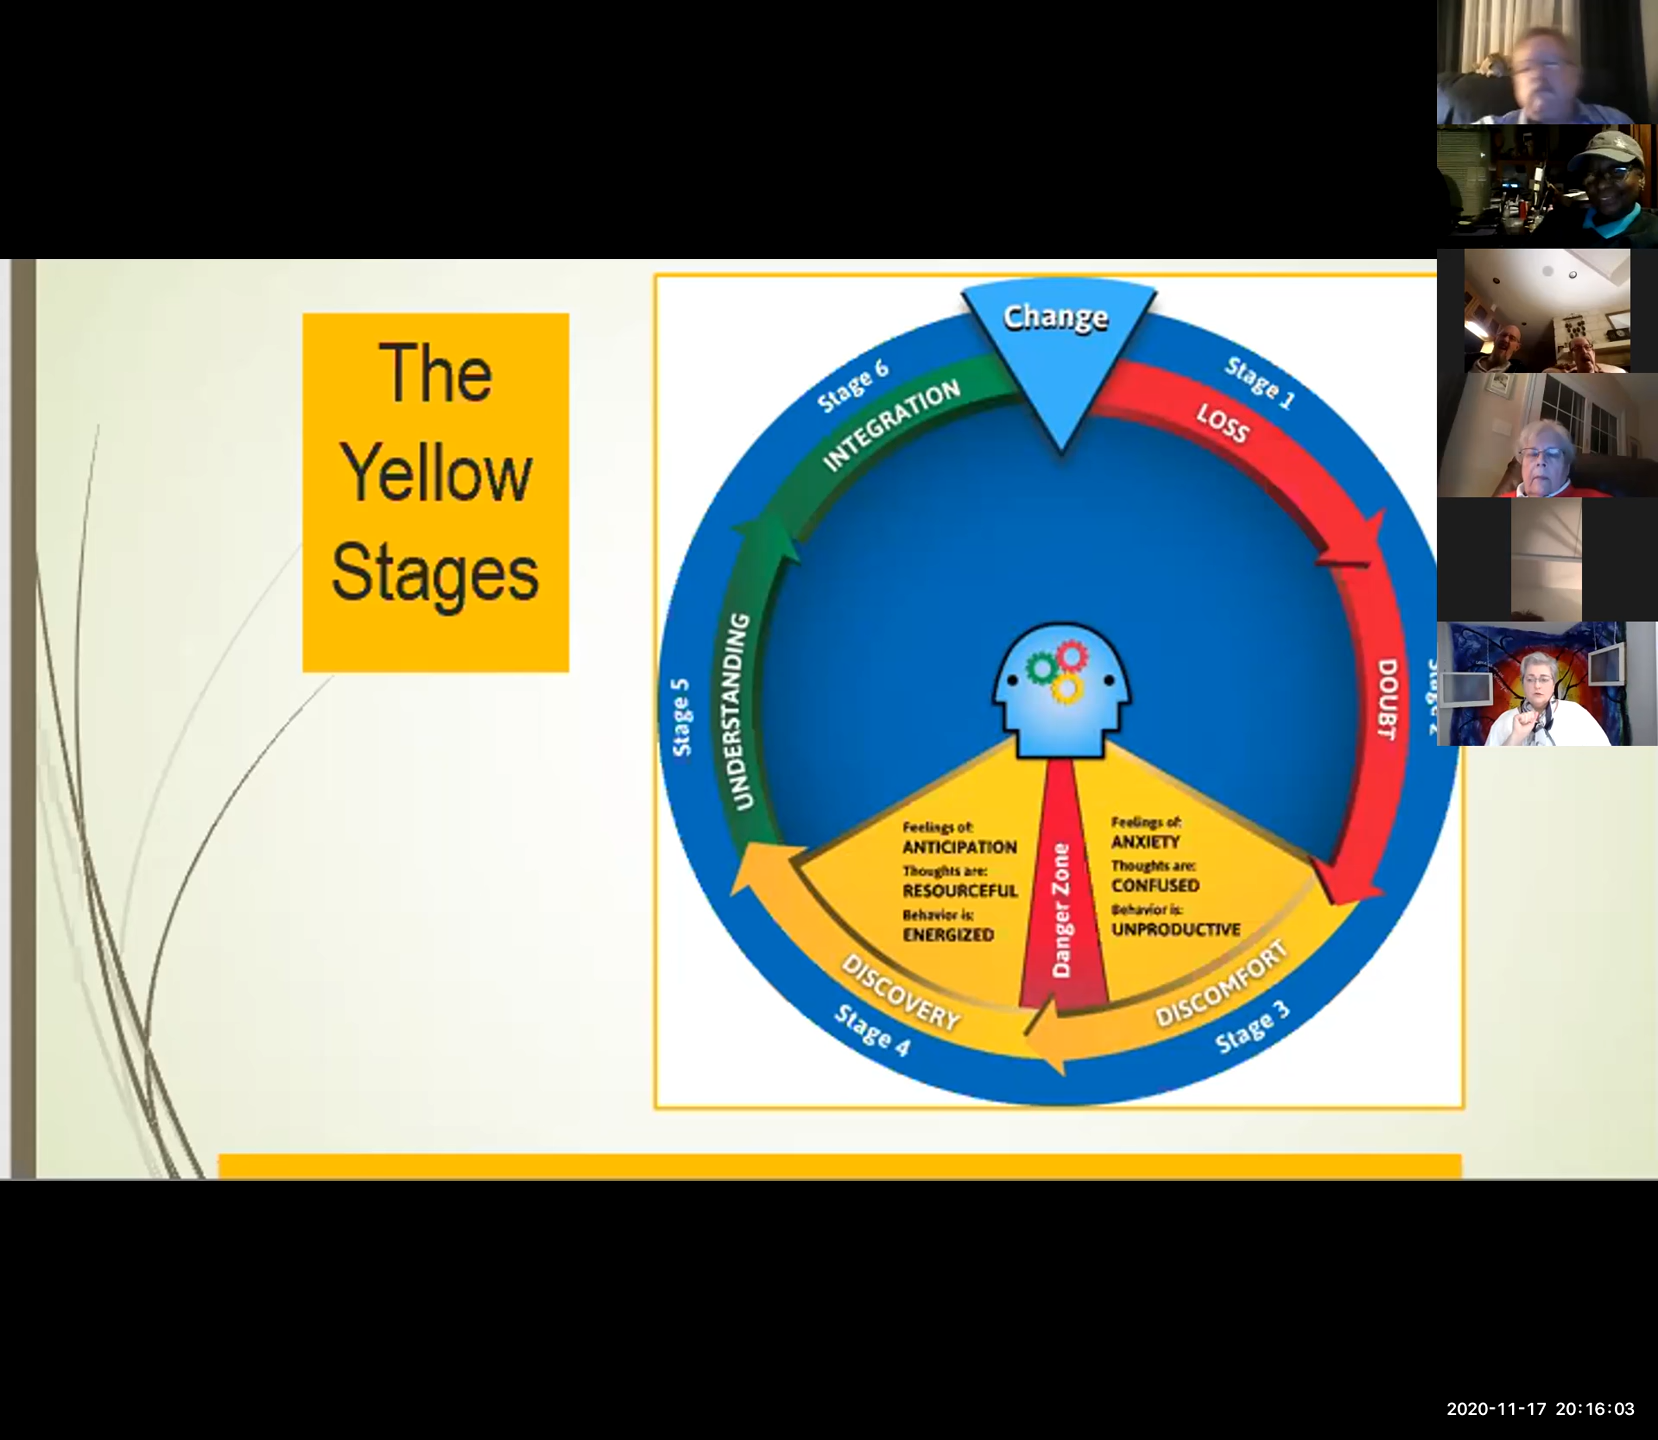 The
Yellow
Stages
Change
Stage 1
LOSS
DOUBT
Stage 3
DISCOMFORT
Feelings of:
ANXIETY
Thoughts are:
CONFUSED
Behavior is:
UNPRODUCTIVE
Danger Zone
Feelings of:
ANTICIPATION
Thoughts are:
RESOURCEFUL
Behavior is:
ENERGIZED
DISCOVERY
Stage 4
Stage 5
UNDERSTANDING
Stage 6
INTEGRATION
2020-11-17 20:16:03